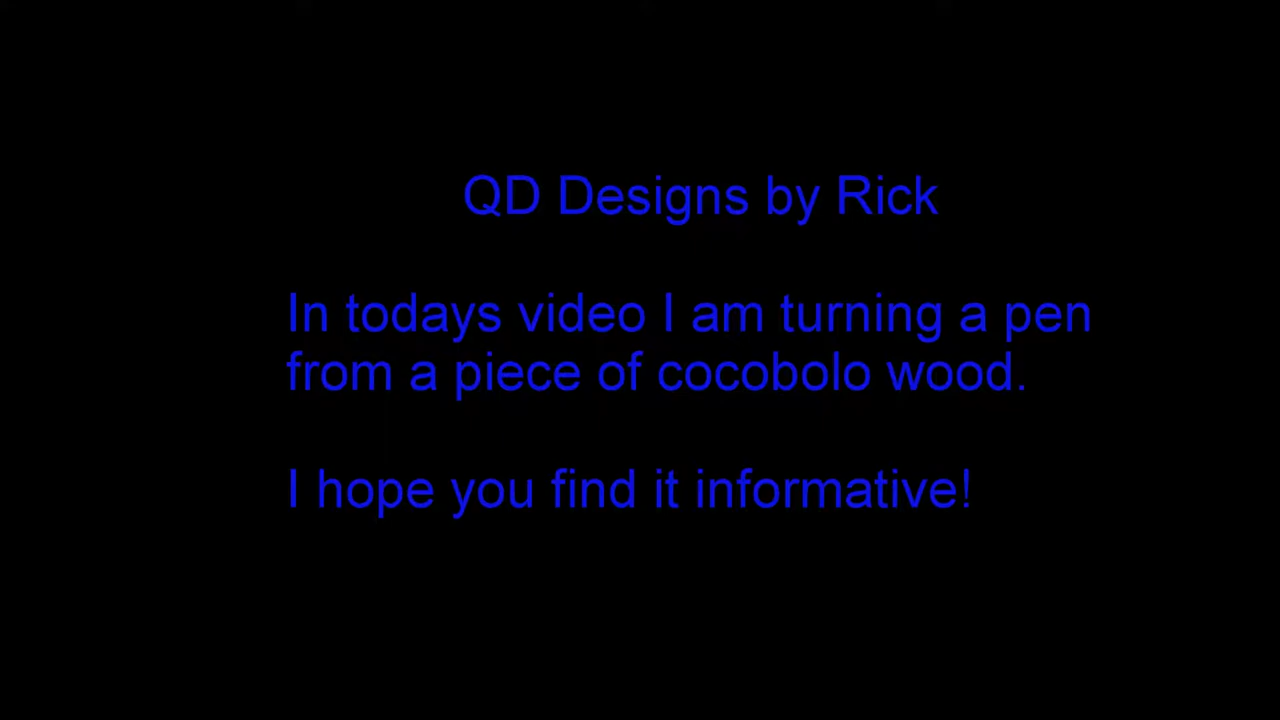 QD Designs by Rick
In todays video I am turning a pen
from a piece of cocobolo wood.
I hope you find it informative!